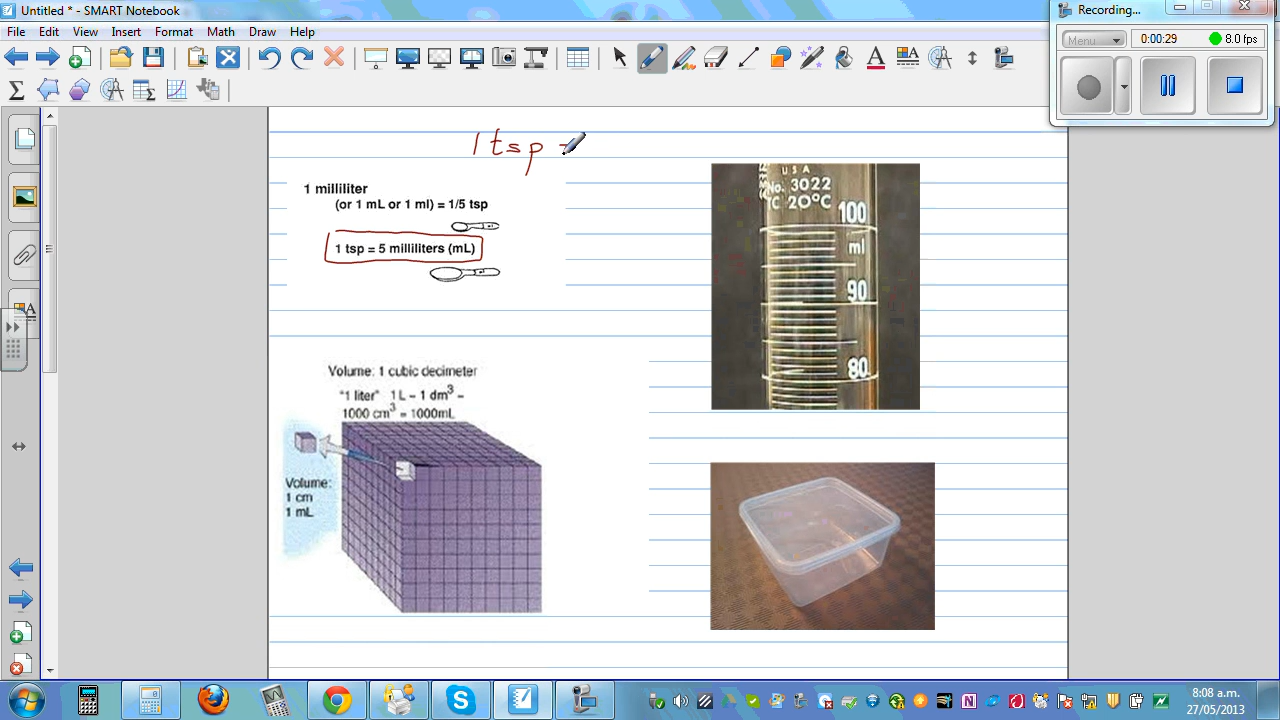 Untitled * - SMART Notebook
File Edit View Insert Format Math Draw Help
Recording...
Menu 0:00:29 8.0 fps
1 tsp =
1 milliliter
(or 1 mL or 1 ml) = 1/5 tsp
1 tsp = 5 milliliters (mL)
USA
No. 3022
TC 20°C
100
ml
90
80
Volume: 1 cubic decimeter
"1 liter" 1 L - 1 dm³ -
1000 cm³ = 1000mL
Volume:
1 cm
1 mL
8:08 a.m.
27/05/2013